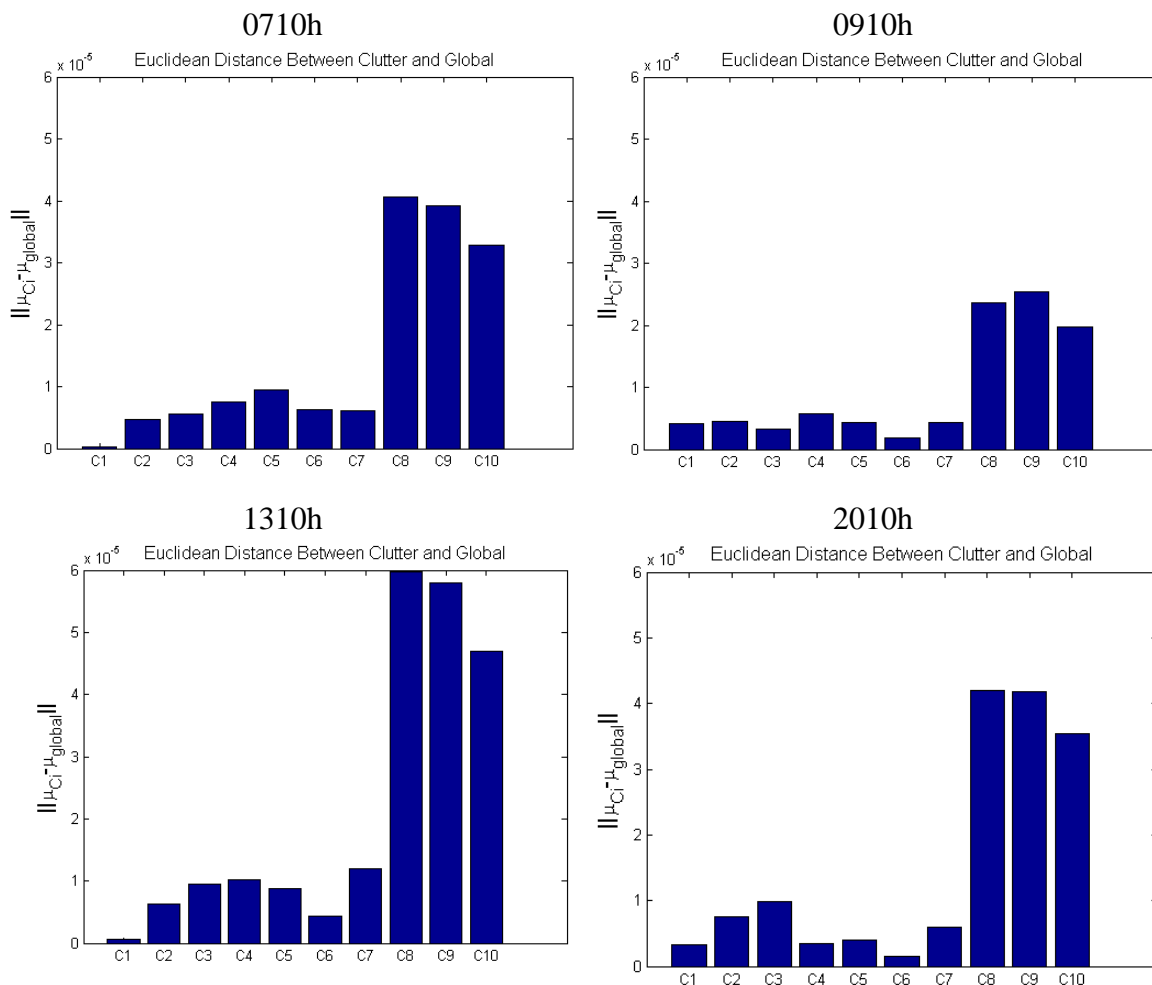 0710h
x 10-5
Euclidean Distance Between Clutter and Global
6
5
4
3
2
1
0
||μCi-μglobal||
C1 C2 C3 C4 C5 C6 C7 C8 C9 C10
0910h
x 10-5
Euclidean Distance Between Clutter and Global
6
5
4
3
2
1
0
||μCi-μglobal||
C1 C2 C3 C4 C5 C6 C7 C8 C9 C10
1310h
x 10-5
Euclidean Distance Between Clutter and Global
6
5
4
3
2
1
0
||μCi-μglobal||
C1 C2 C3 C4 C5 C6 C7 C8 C9 C10
2010h
x 10-5
Euclidean Distance Between Clutter and Global
6
5
4
3
2
1
0
||μCi-μglobal||
C1 C2 C3 C4 C5 C6 C7 C8 C9 C10